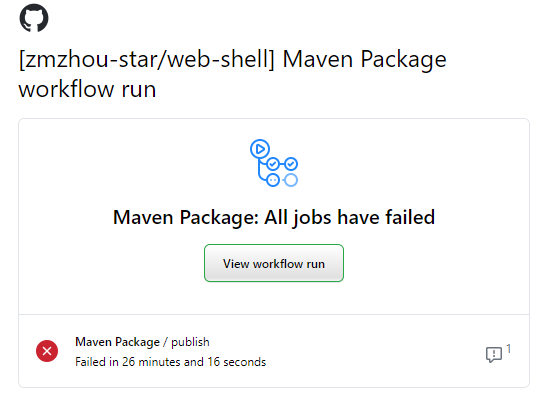 [zmzhou-star/web-shell] Maven Package
workflow run
Maven Package: All jobs have failed
View workflow run
Maven Package / publish
Failed in 26 minutes and 16 seconds
1